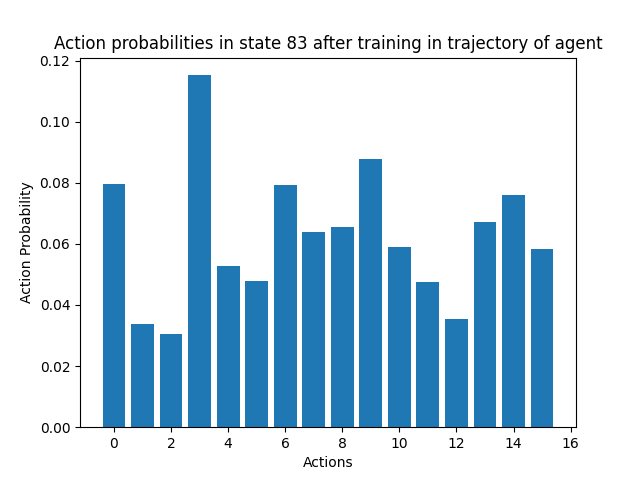 Action probabilities in state 83 after training in trajectory of agent
0.12
0.10
0.08
0.06
0.04
0.02
0.00
Action Probability
0 2 4 6 8 10 12 14 16
Actions